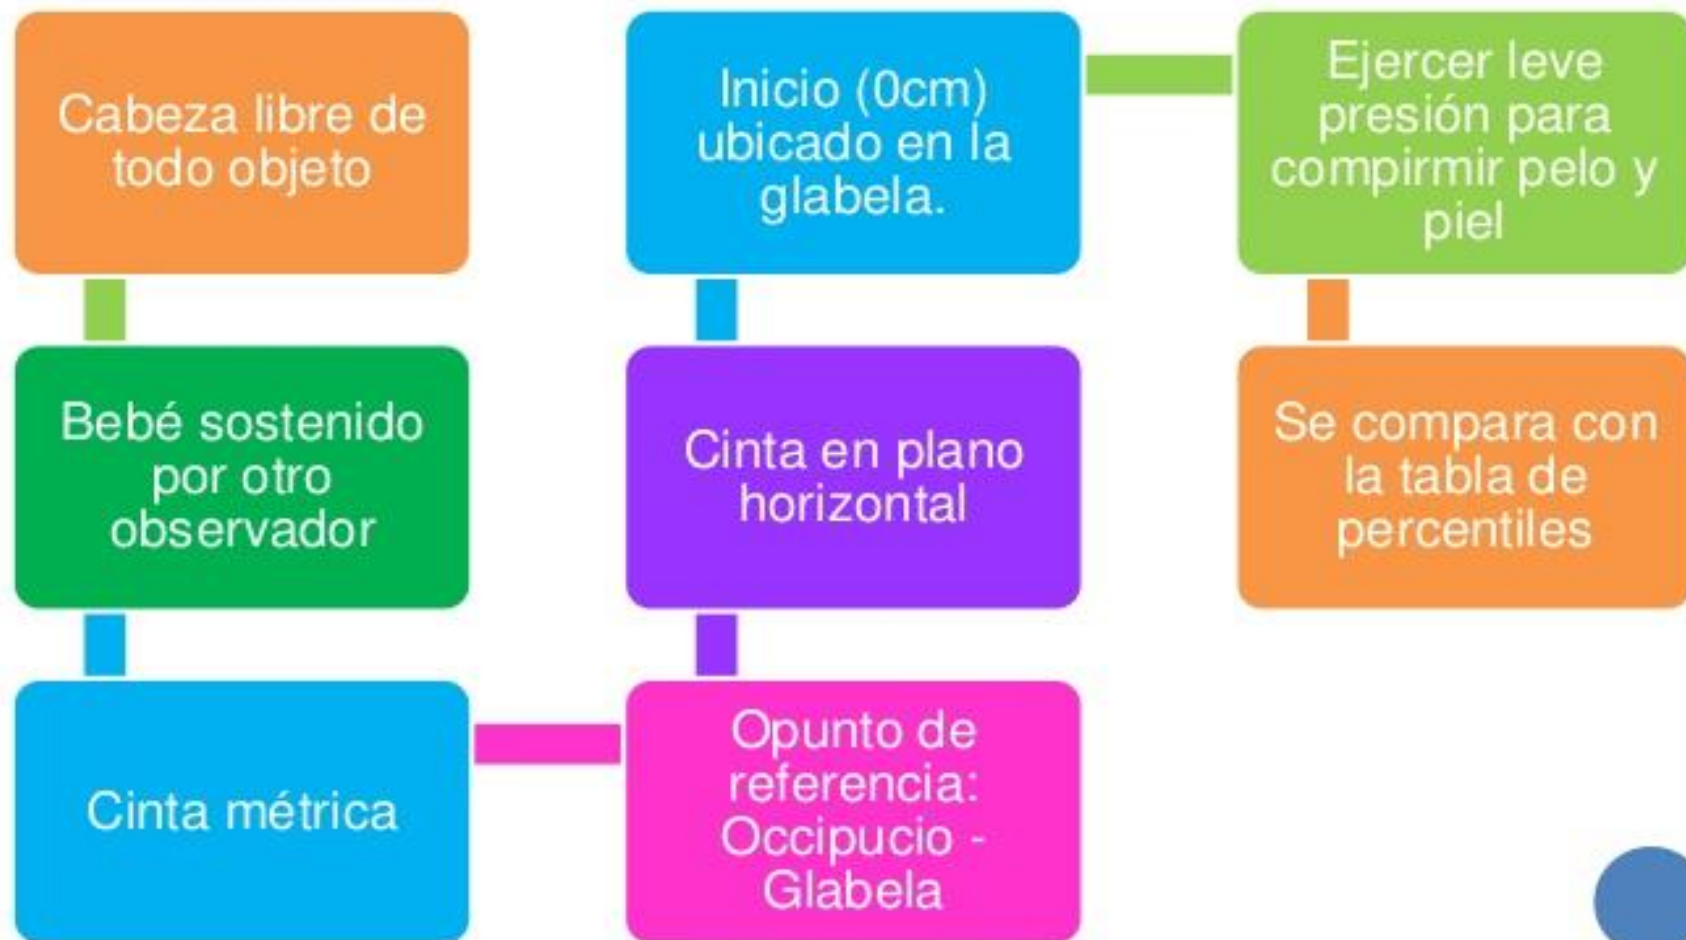 Cabeza libre de
todo objeto
Bebé sostenido
por otro
observador
Cinta métrica
Opunto de
referencia:
Occipucio -
Glabela
Cinta en plano
horizontal
Inicio (0cm)
ubicado en la
glabela.
Ejercer leve
presión para
compirmir pelo y
piel
Se compara con
la tabla de
percentiles